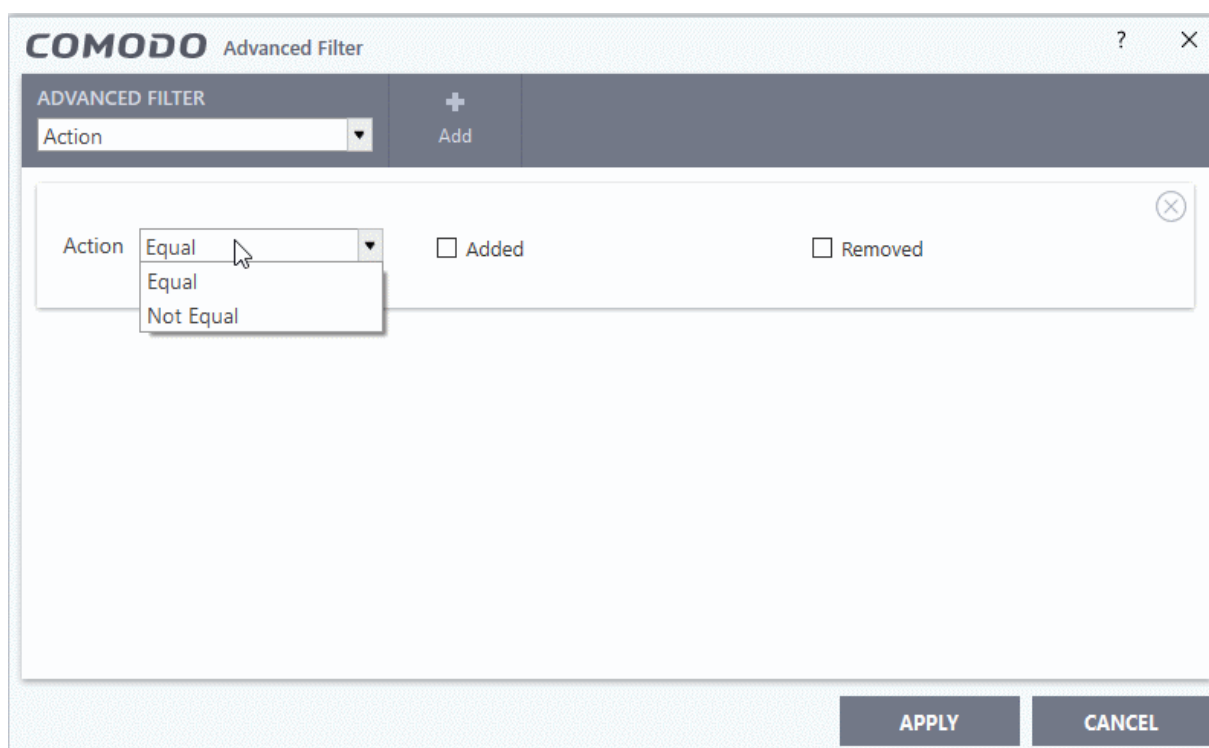 COMODO Advanced Filter ? ✕
ADVANCED FILTER
Action
Add
Action Equal Added Removed
Equal
Not Equal
APPLY CANCEL